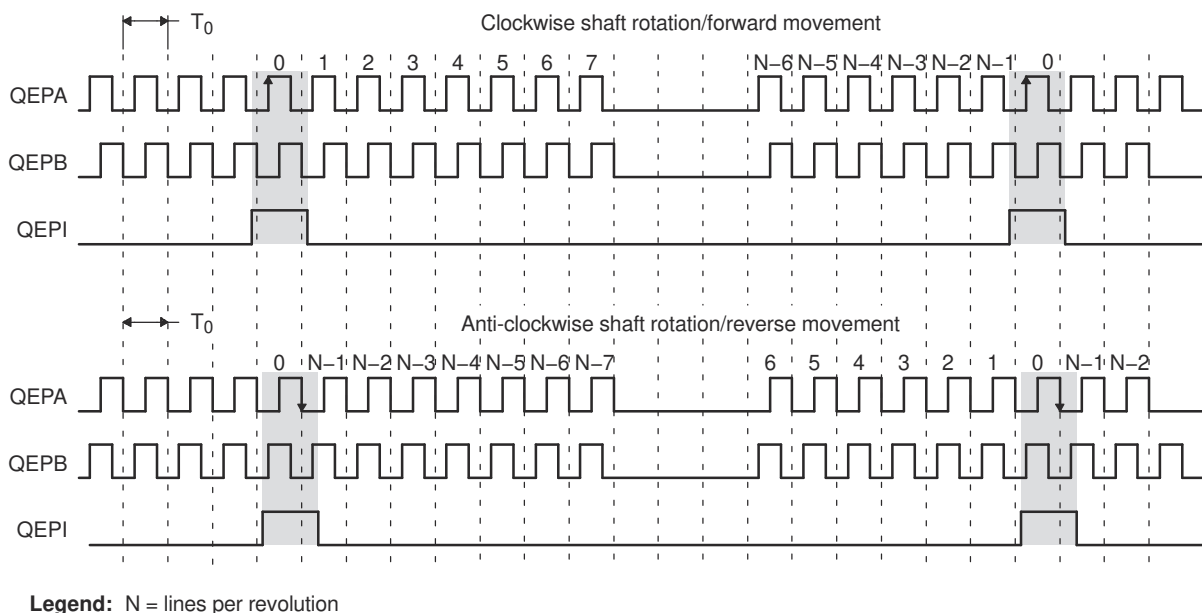 T0 Clockwise shaft rotation/forward movement
0 1 2 3 4 5 6 7 N−6 N−5 N−4 N−3 N−2 N−1 0
QEPA
QEPB
QEPI
T0 Anti-clockwise shaft rotation/reverse movement
0 N−1 N−2 N−3 N−4 N−5 N−6 N−7 6 5 4 3 2 1 0 N−1 N−2
QEPA
QEPB
QEPI
Legend: N = lines per revolution